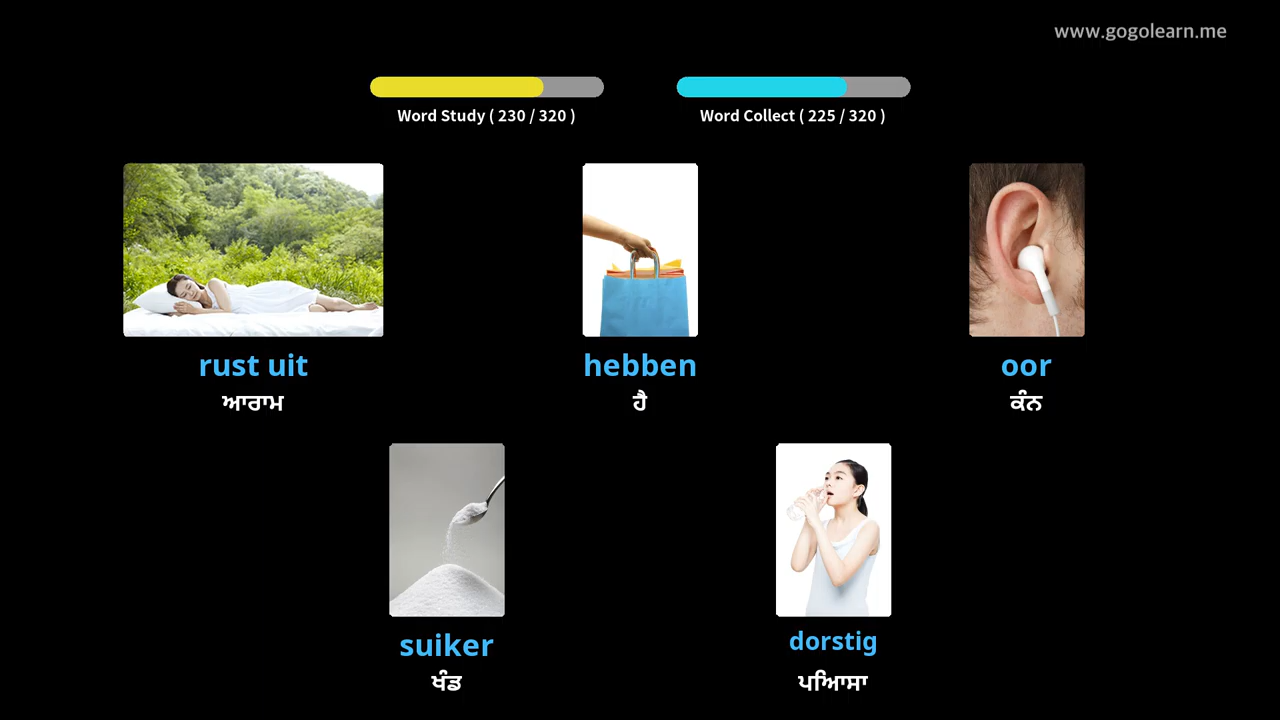 www.gogolearn.me
Word Study ( 230 / 320 )
Word Collect ( 225 / 320 )
rust uit
ਆਰਾਮ
hebben
ਹੈ
oor
ਕੰਨ
suiker
ਖੰਡ
dorstig
ਪਿਆਸਾ